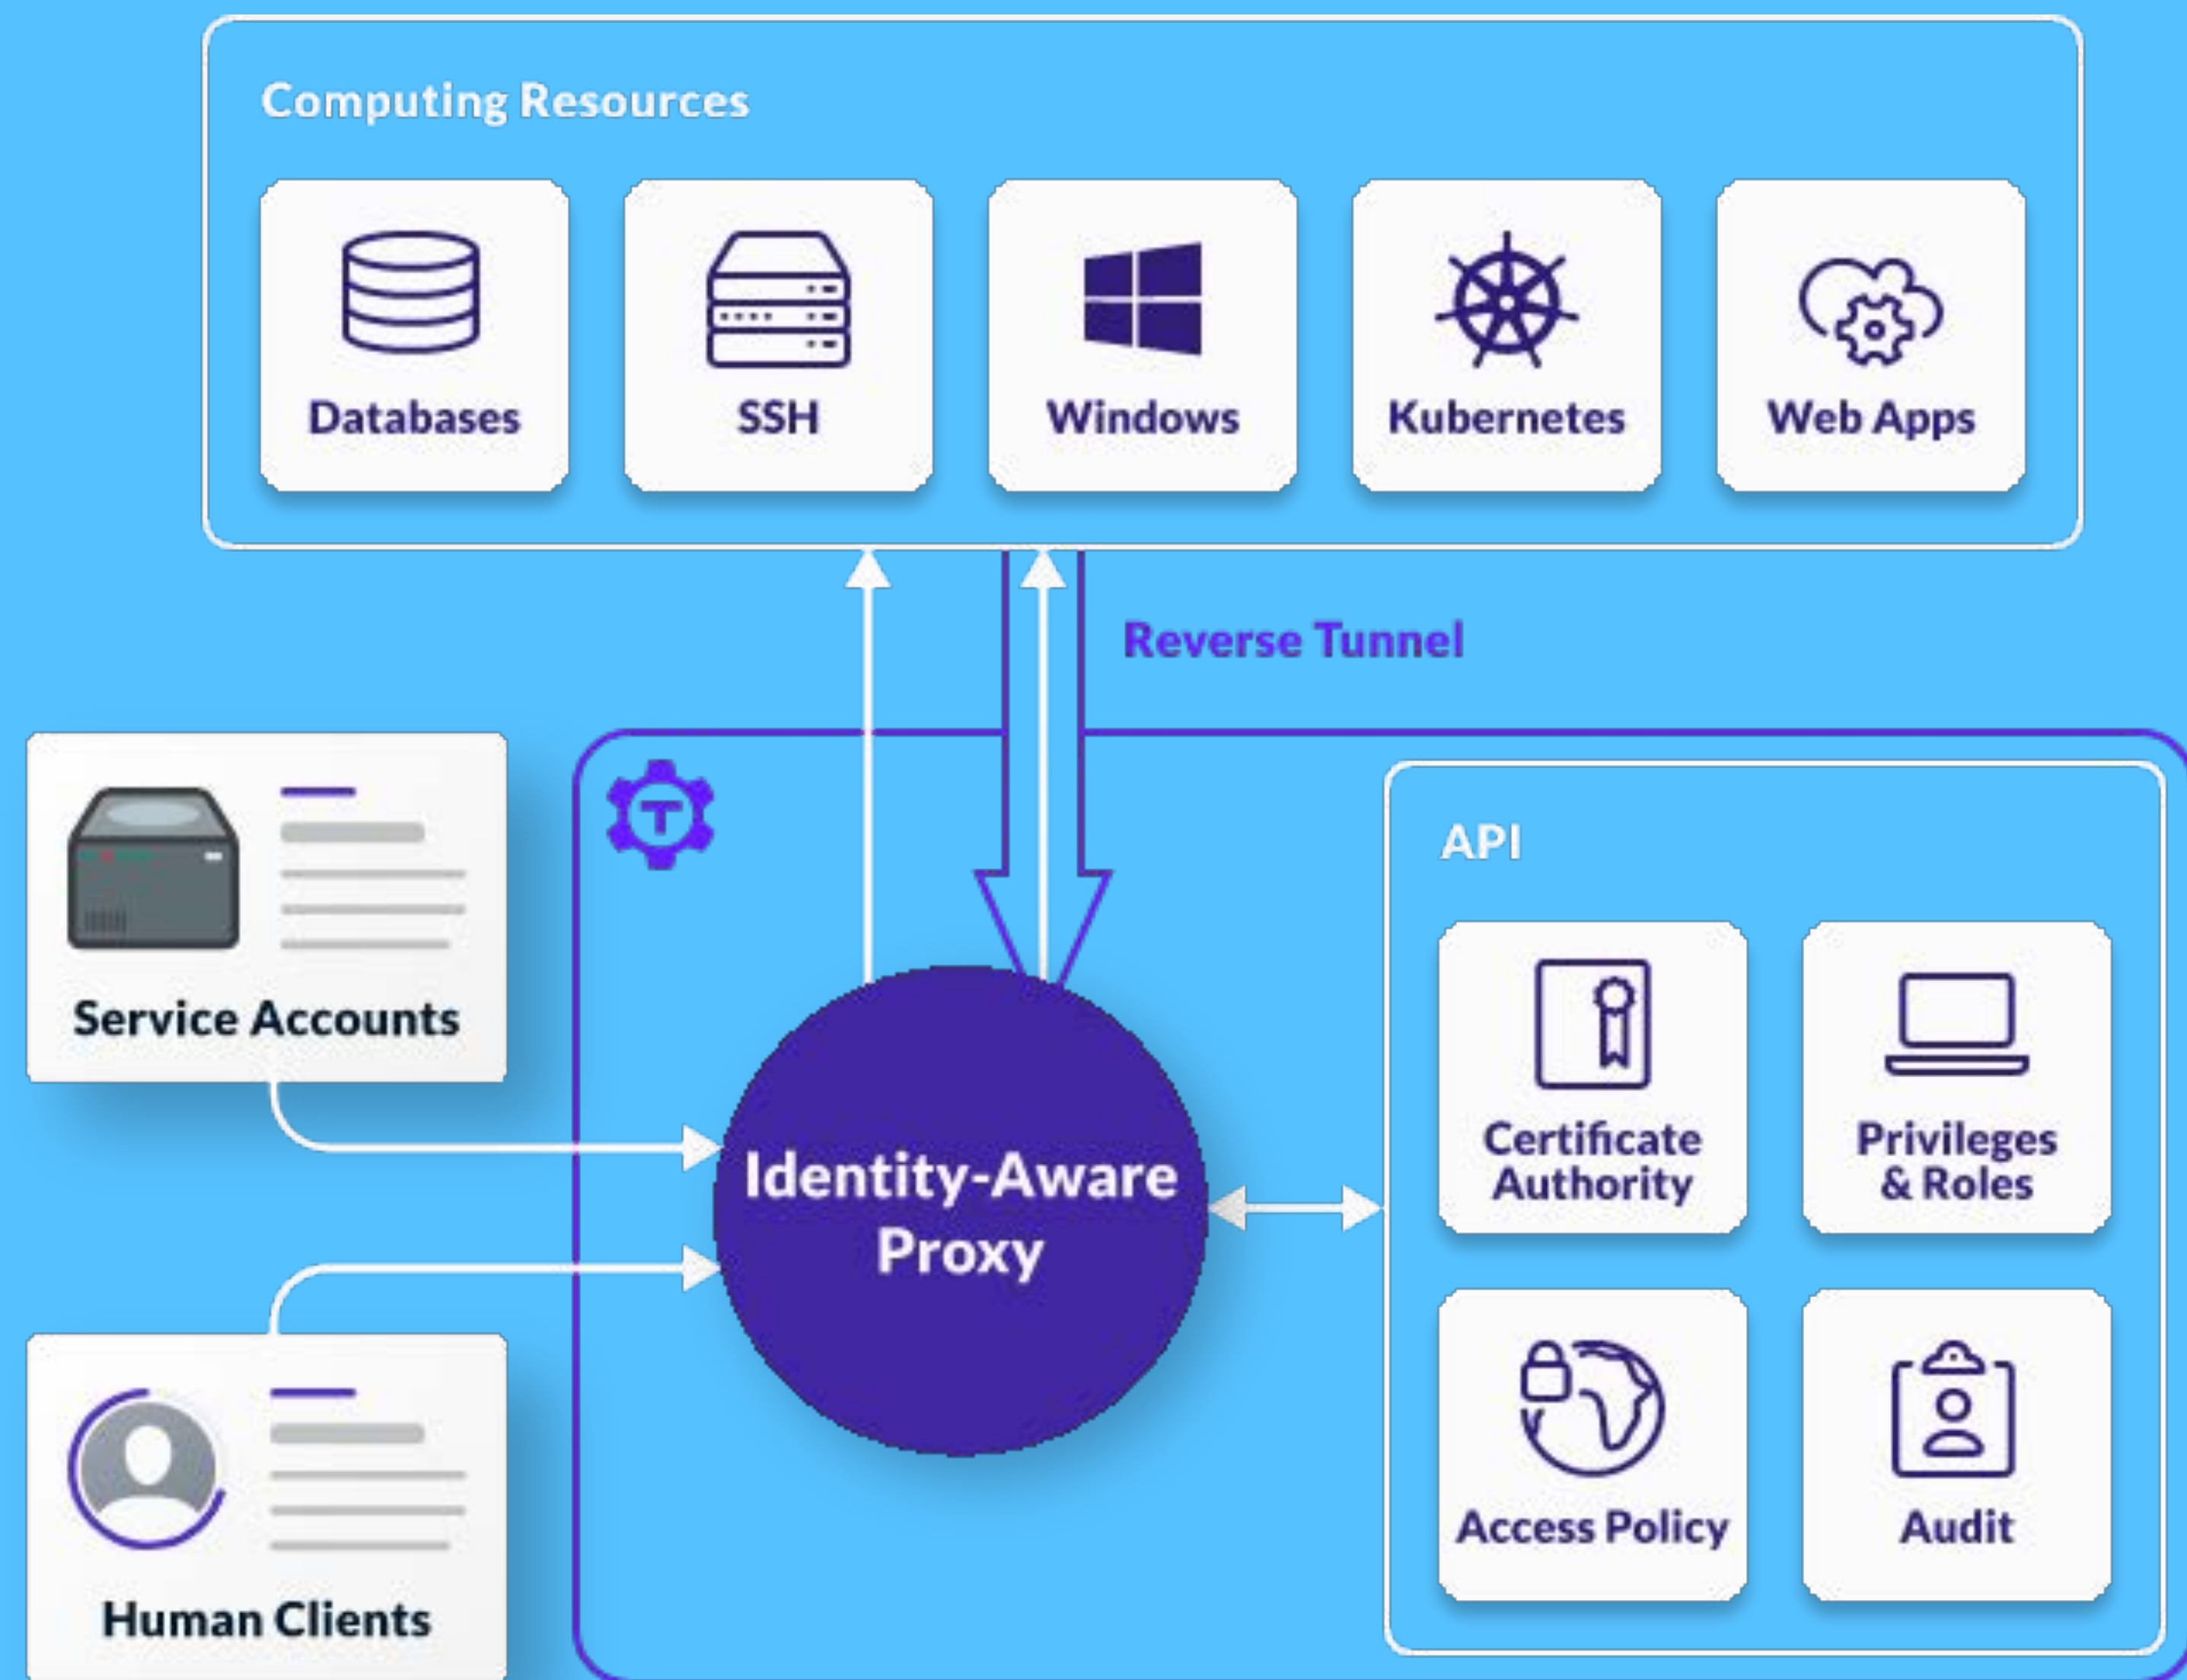 Computing Resources
Databases
SSH
Windows
Kubernetes
Web Apps
Reverse Tunnel
T
API
Service Accounts
Certificate
Authority
Privileges
& Roles
Identity-Aware
Proxy
Access Policy
Audit
Human Clients